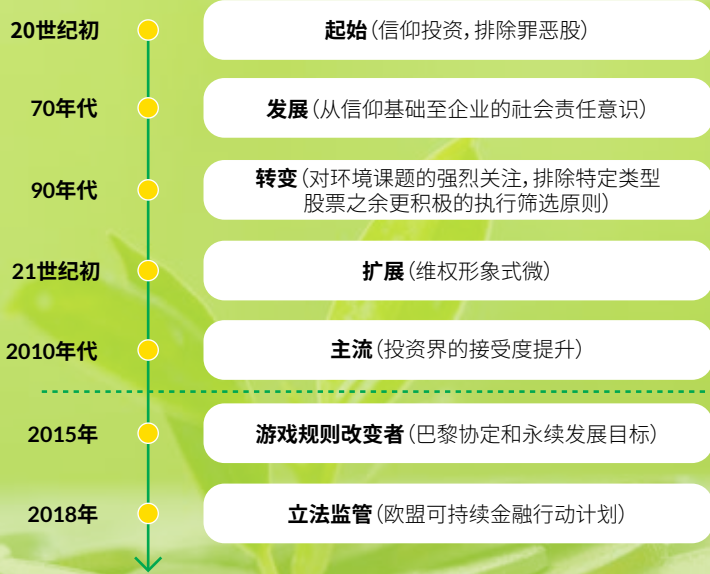 20世纪初
起始(信仰投资,排除罪恶股)
70年代
发展(从信仰基础至企业的社会责任意识)
90年代
转变(对环境课题的强烈关注,排除特定类型
股票之余更积极的执行筛选原则)
21世纪初
扩展(维权形象式微)
2010年代
主流(投资界的接受度提升)
2015年
游戏规则改变者(巴黎协定和永续发展目标)
2018年
立法监管(欧盟可持续金融行动计划)